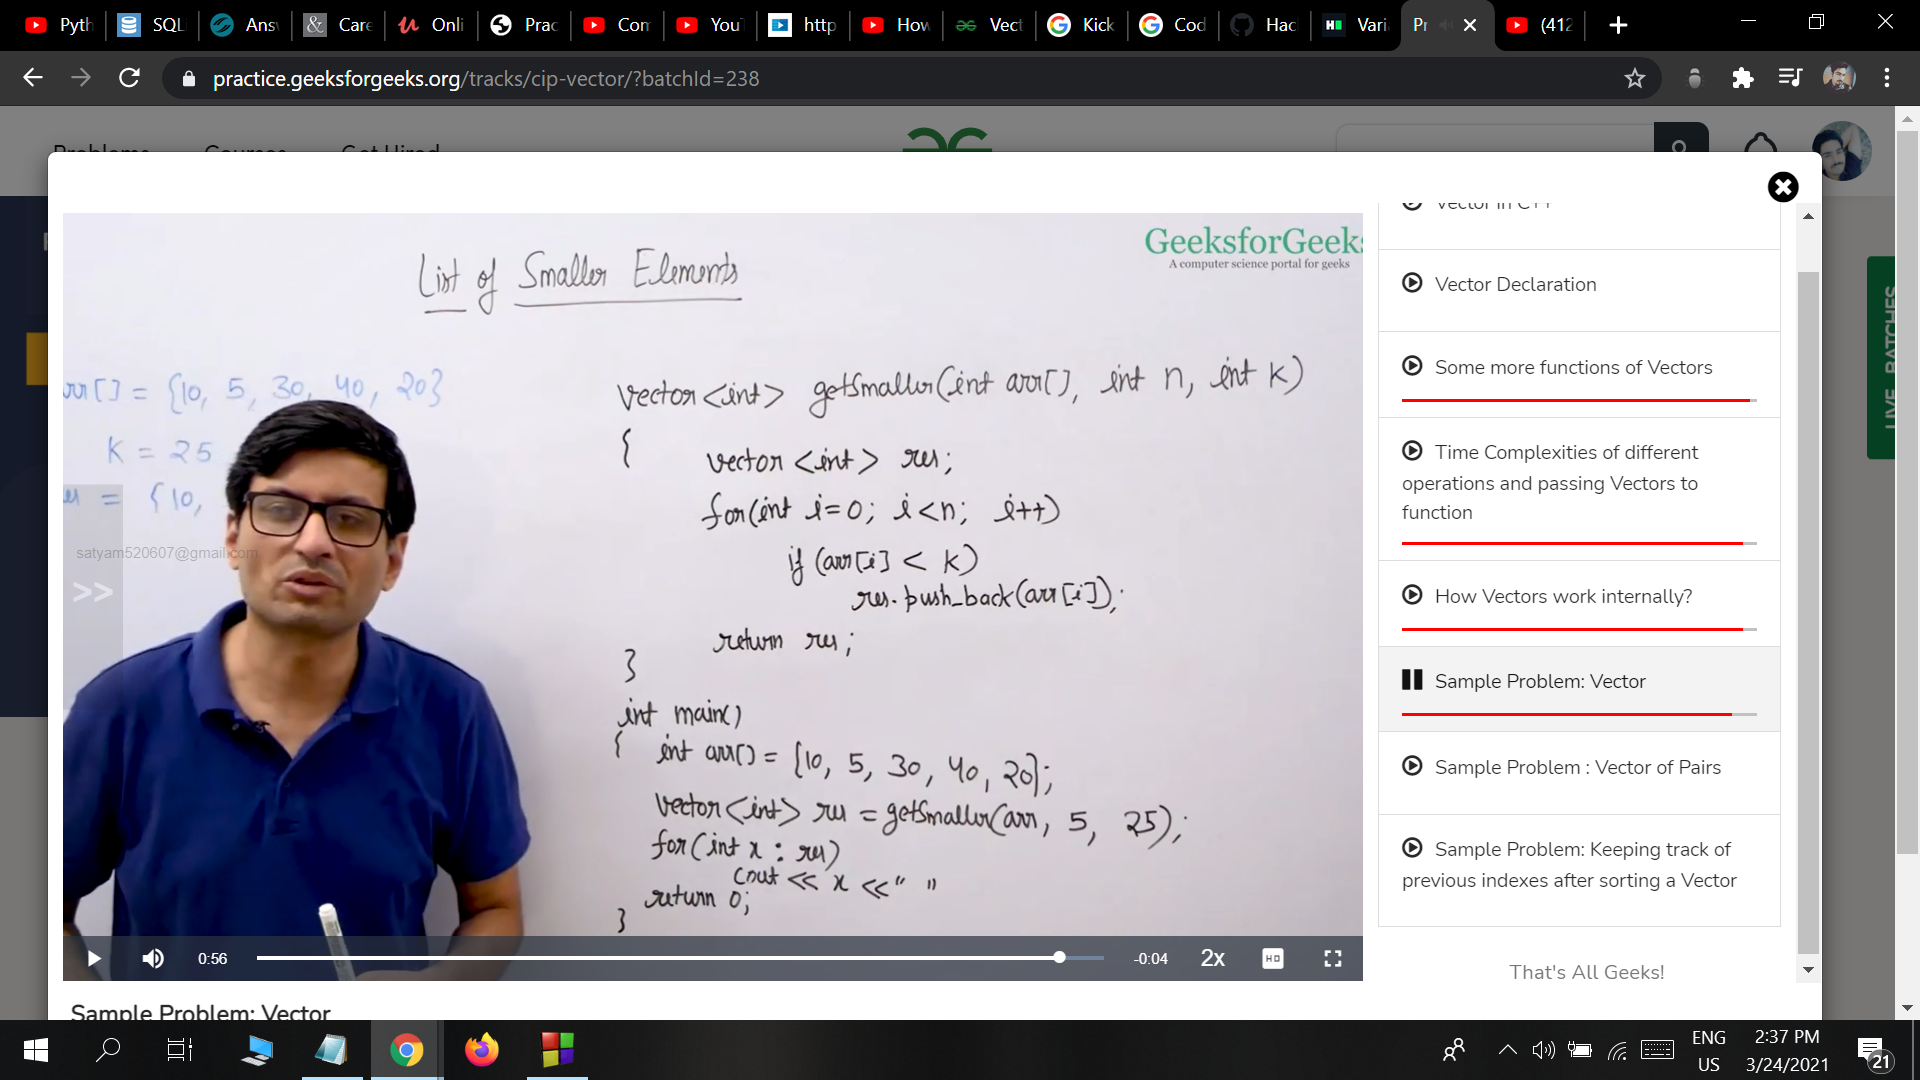 Pyth
SQL
Ans
Care
Onli
Prac
Com
You
http
How
Vect
Kick
Cod
Hac
Vari
Pr
(412
practice.geeksforgeeks.org/tracks/cip-vector/?batchId=238
Problems Courses Get Hired
GeeksforGeeks
A computer science portal for geeks
List of Smaller Elements
arr[] = {10, 5, 30, 40, 20}
K = 25
= {10,
vector<int> getSmaller(int arr[], int n, int k)
{
vector <int> res;
for(int i=0; i<n; i++)
if (arr[i] < k)
res.push_back(arr[i]);
return res;
}
int main()
{ int arr[] = {10, 5, 30, 40, 20};
vector<int> res = getSmaller(arr, 5, 25);
for(int x : res)
cout << x << " "
return 0;
}
satyam520607@gmail.com
>>
0:56
-0:04
2x
HD
Sample Problem: Vector
Vector in C++
Vector Declaration
Some more functions of Vectors
Time Complexities of different
operations and passing Vectors to
function
How Vectors work internally?
Sample Problem: Vector
Sample Problem : Vector of Pairs
Sample Problem: Keeping track of
previous indexes after sorting a Vector
That's All Geeks!
LIVE BATCHES
ENG
US
2:37 PM
3/24/2021
21